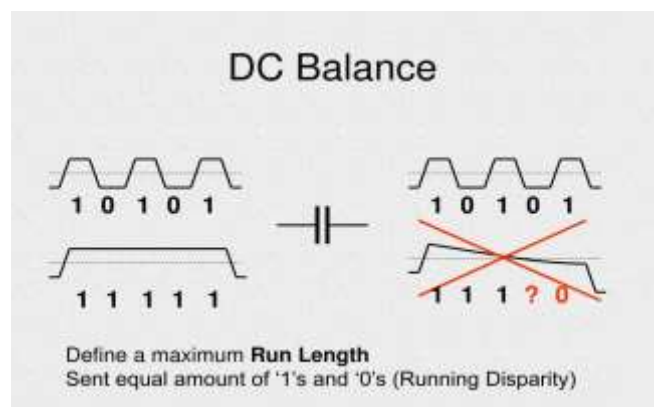 DC Balance
1 0 1 0 1
1 0 1 0 1
1 1 1 1 1
1 1 1 ? 0
Define a maximum Run Length
Sent equal amount of '1's and '0's (Running Disparity)